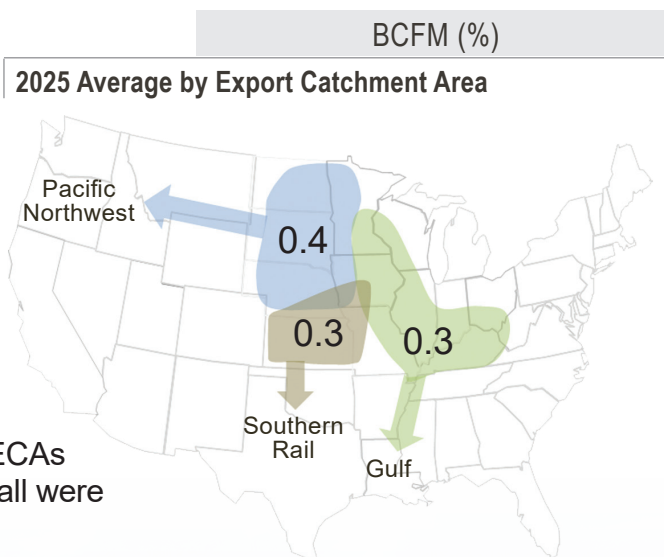 BCFM (%)
2025 Average by Export Catchment Area
Pacific
Northwest
0.4
0.3
0.3
Southern
Rail
Gulf
ECAs
all were